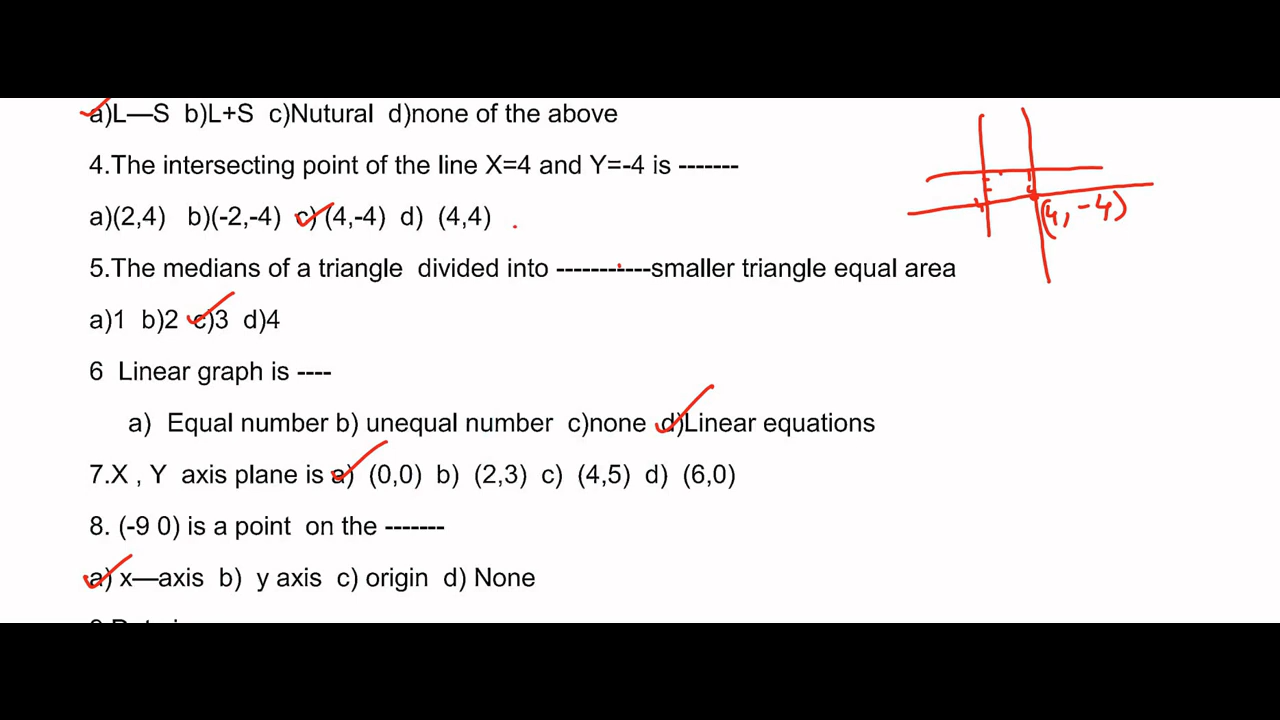 a)L—S b)L+S c)Nutural d)none of the above
4.The intersecting point of the line X=4 and Y=-4 is -------
a)(2,4) b)(-2,-4) c) (4,-4) d) (4,4)
(4,-4)
5.The medians of a triangle divided into -----------smaller triangle equal area
a)1 b)2 c)3 d)4
6 Linear graph is ----
a) Equal number b) unequal number c)none d)Linear equations
7.X , Y axis plane is a) (0,0) b) (2,3) c) (4,5) d) (6,0)
8. (-9 0) is a point on the -------
a) x—axis b) y axis c) origin d) None